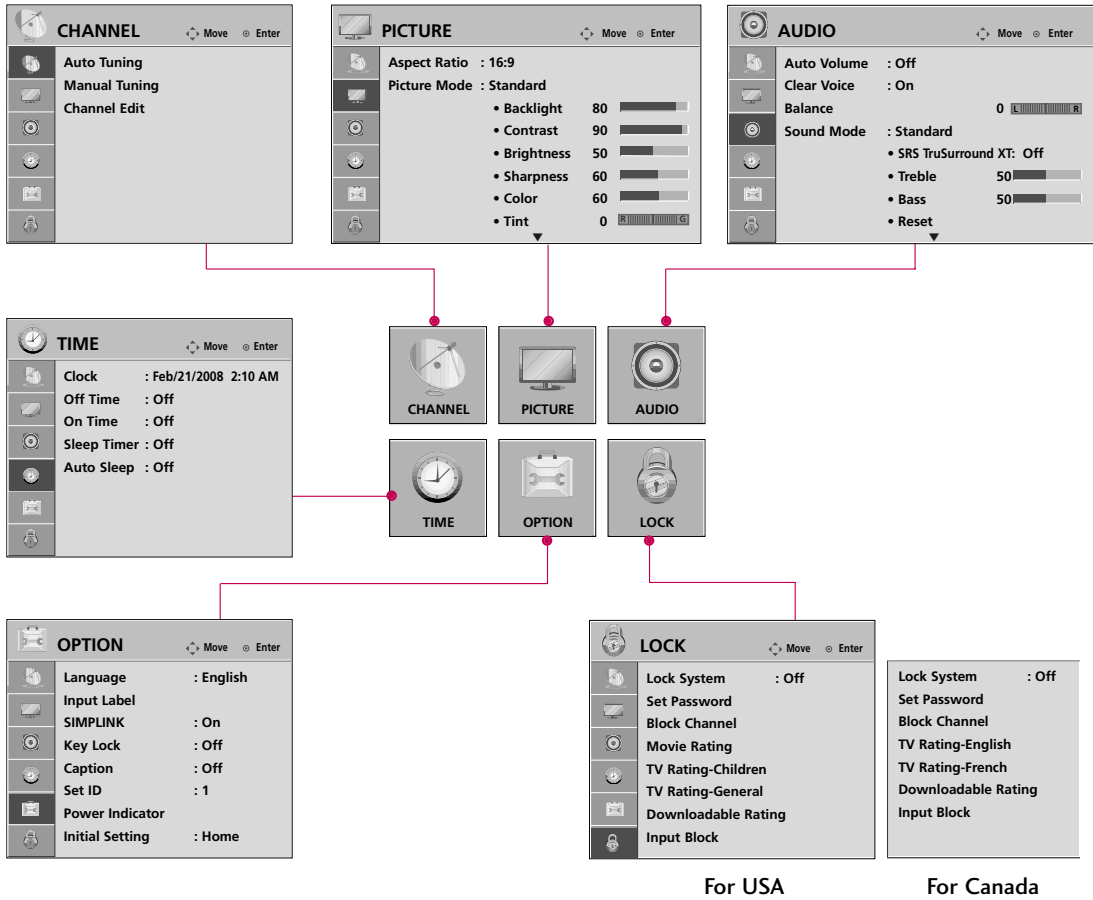 CHANNEL Move Enter
Auto Tuning
Manual Tuning
Channel Edit
PICTURE Move Enter
Aspect Ratio : 16:9
Picture Mode : Standard
• Backlight 80
• Contrast 90
• Brightness 50
• Sharpness 60
• Color 60
• Tint 0 R G
AUDIO Move Enter
Auto Volume : Off
Clear Voice : On
Balance 0 L R
Sound Mode : Standard
• SRS TruSurround XT: Off
• Treble 50
• Bass 50
• Reset
TIME Move Enter
Clock : Feb/21/2008 2:10 AM
Off Time : Off
On Time : Off
Sleep Timer : Off
Auto Sleep : Off
CHANNEL
PICTURE
AUDIO
TIME
OPTION
LOCK
OPTION Move Enter
Language : English
Input Label
SIMPLINK : On
Key Lock : Off
Caption : Off
Set ID : 1
Power Indicator
Initial Setting : Home
LOCK Move Enter
Lock System : Off
Set Password
Block Channel
Movie Rating
TV Rating-Children
TV Rating-General
Downloadable Rating
Input Block
For USA
Lock System : Off
Set Password
Block Channel
TV Rating-English
TV Rating-French
Downloadable Rating
Input Block
For Canada